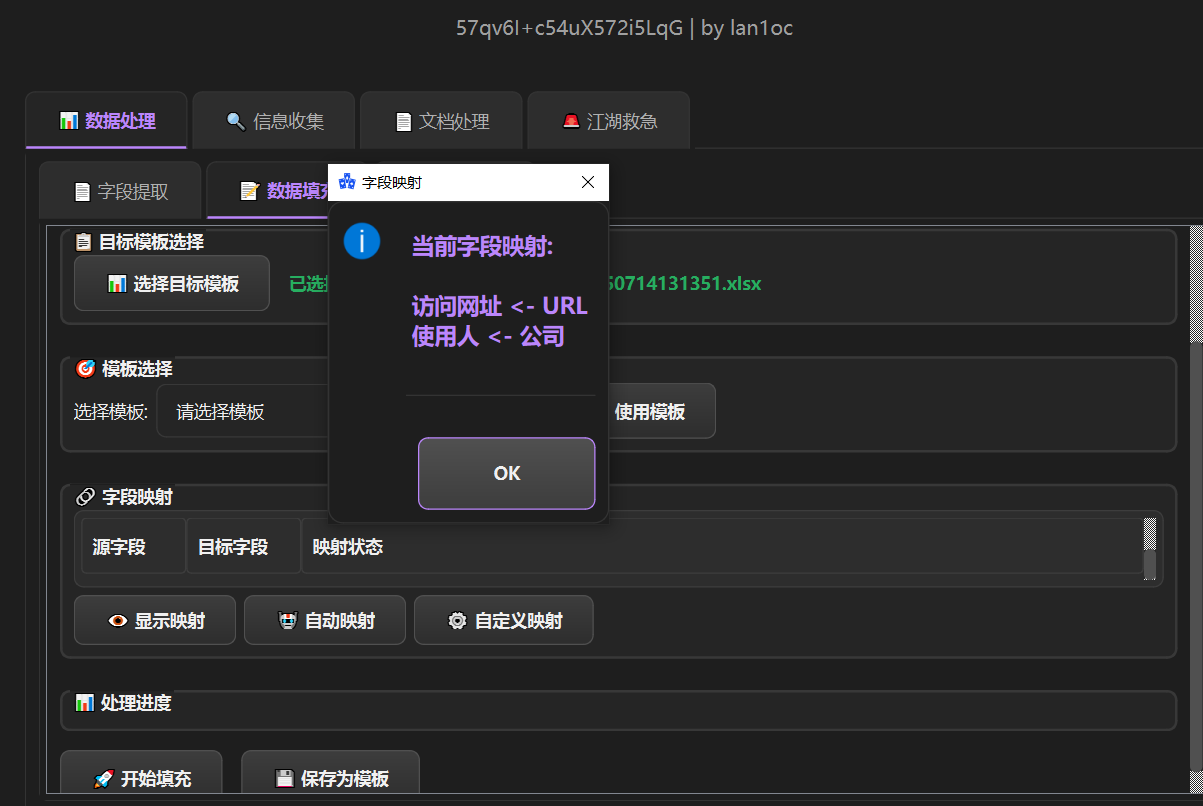 57qv6I+c54uX572i5LqG | by lan1oc
数据处理
信息收集
文档处理
江湖救急
字段提取
数据填
字段映射
目标模板选择
选择目标模板
已选
50714131351.xlsx
当前字段映射:
访问网址 <- URL
使用人 <- 公司
OK
模板选择
选择模板:
请选择模板
使用模板
字段映射
源字段
目标字段
映射状态
显示映射
自动映射
自定义映射
处理进度
开始填充
保存为模板